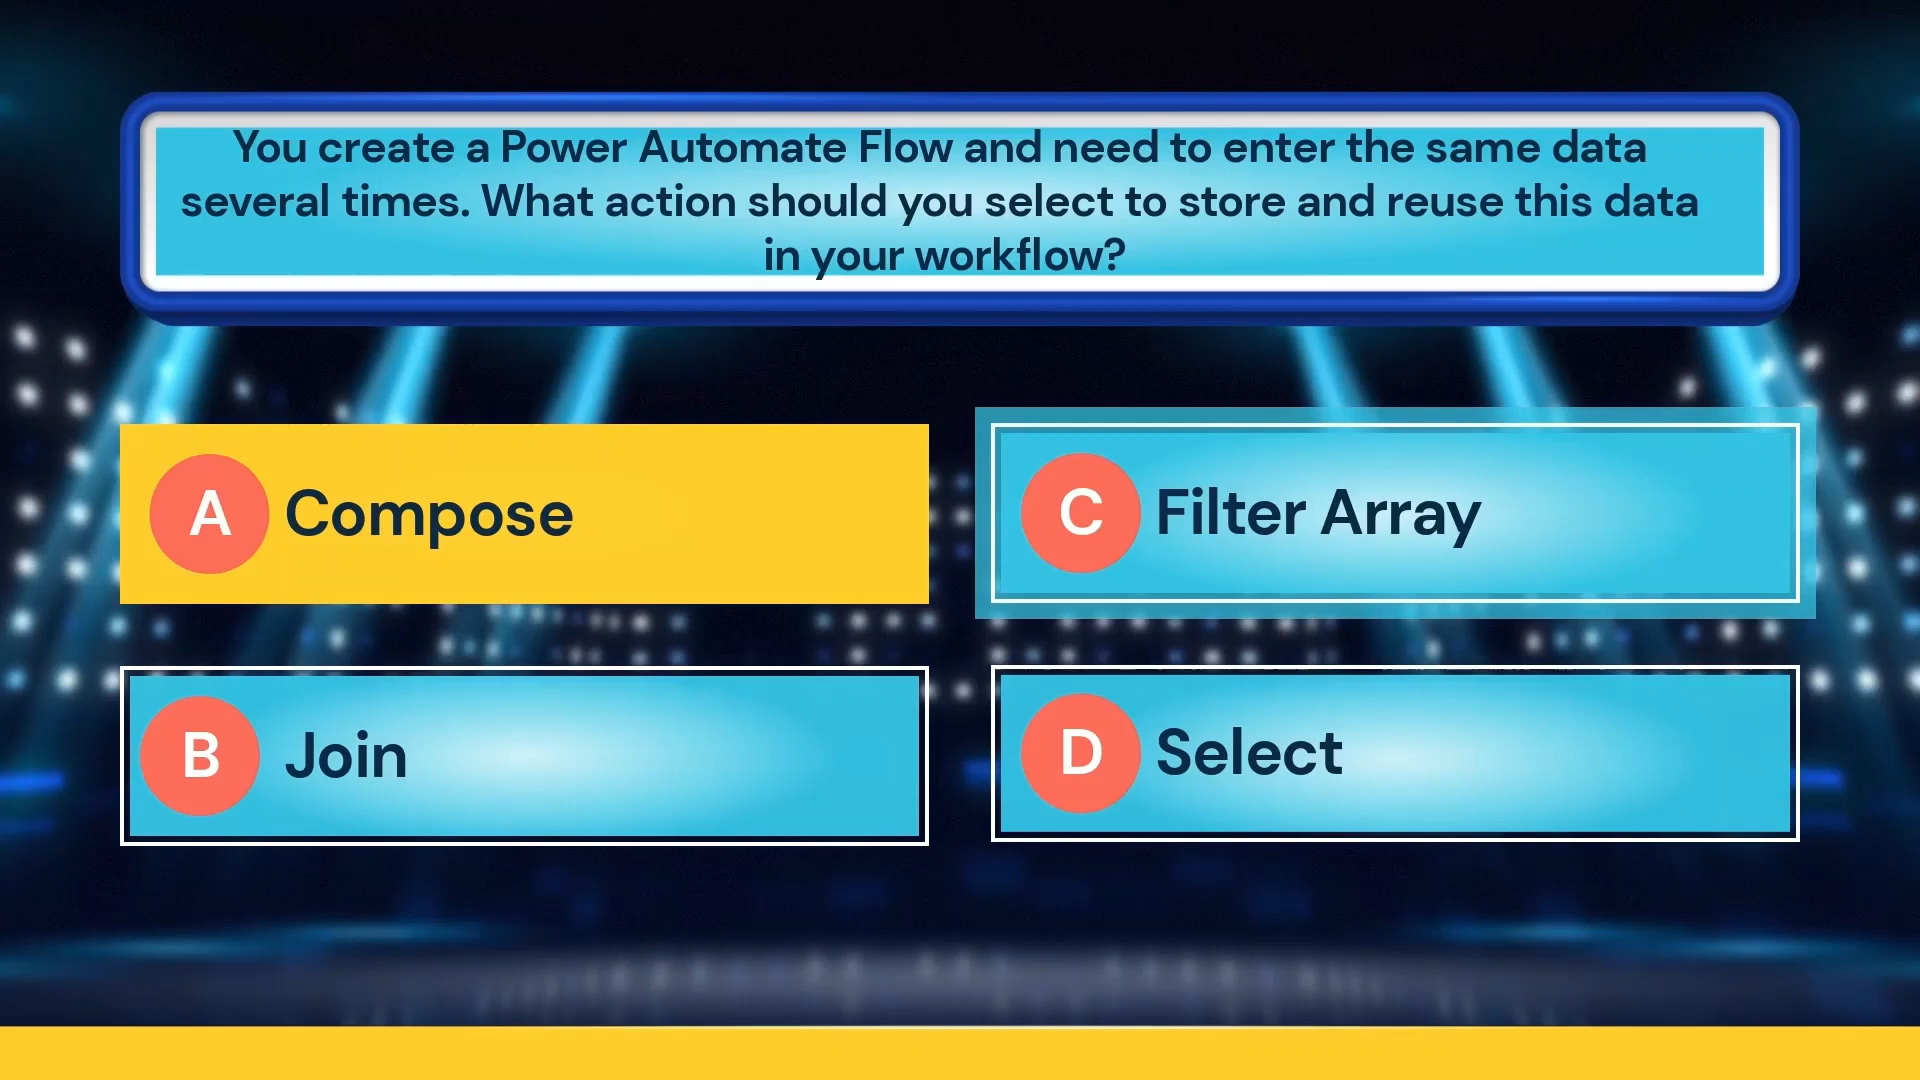 You create a Power Automate Flow and need to enter the same data
several times. What action should you select to store and reuse this data
in your workflow?
A Compose
B Join
C Filter Array
D Select